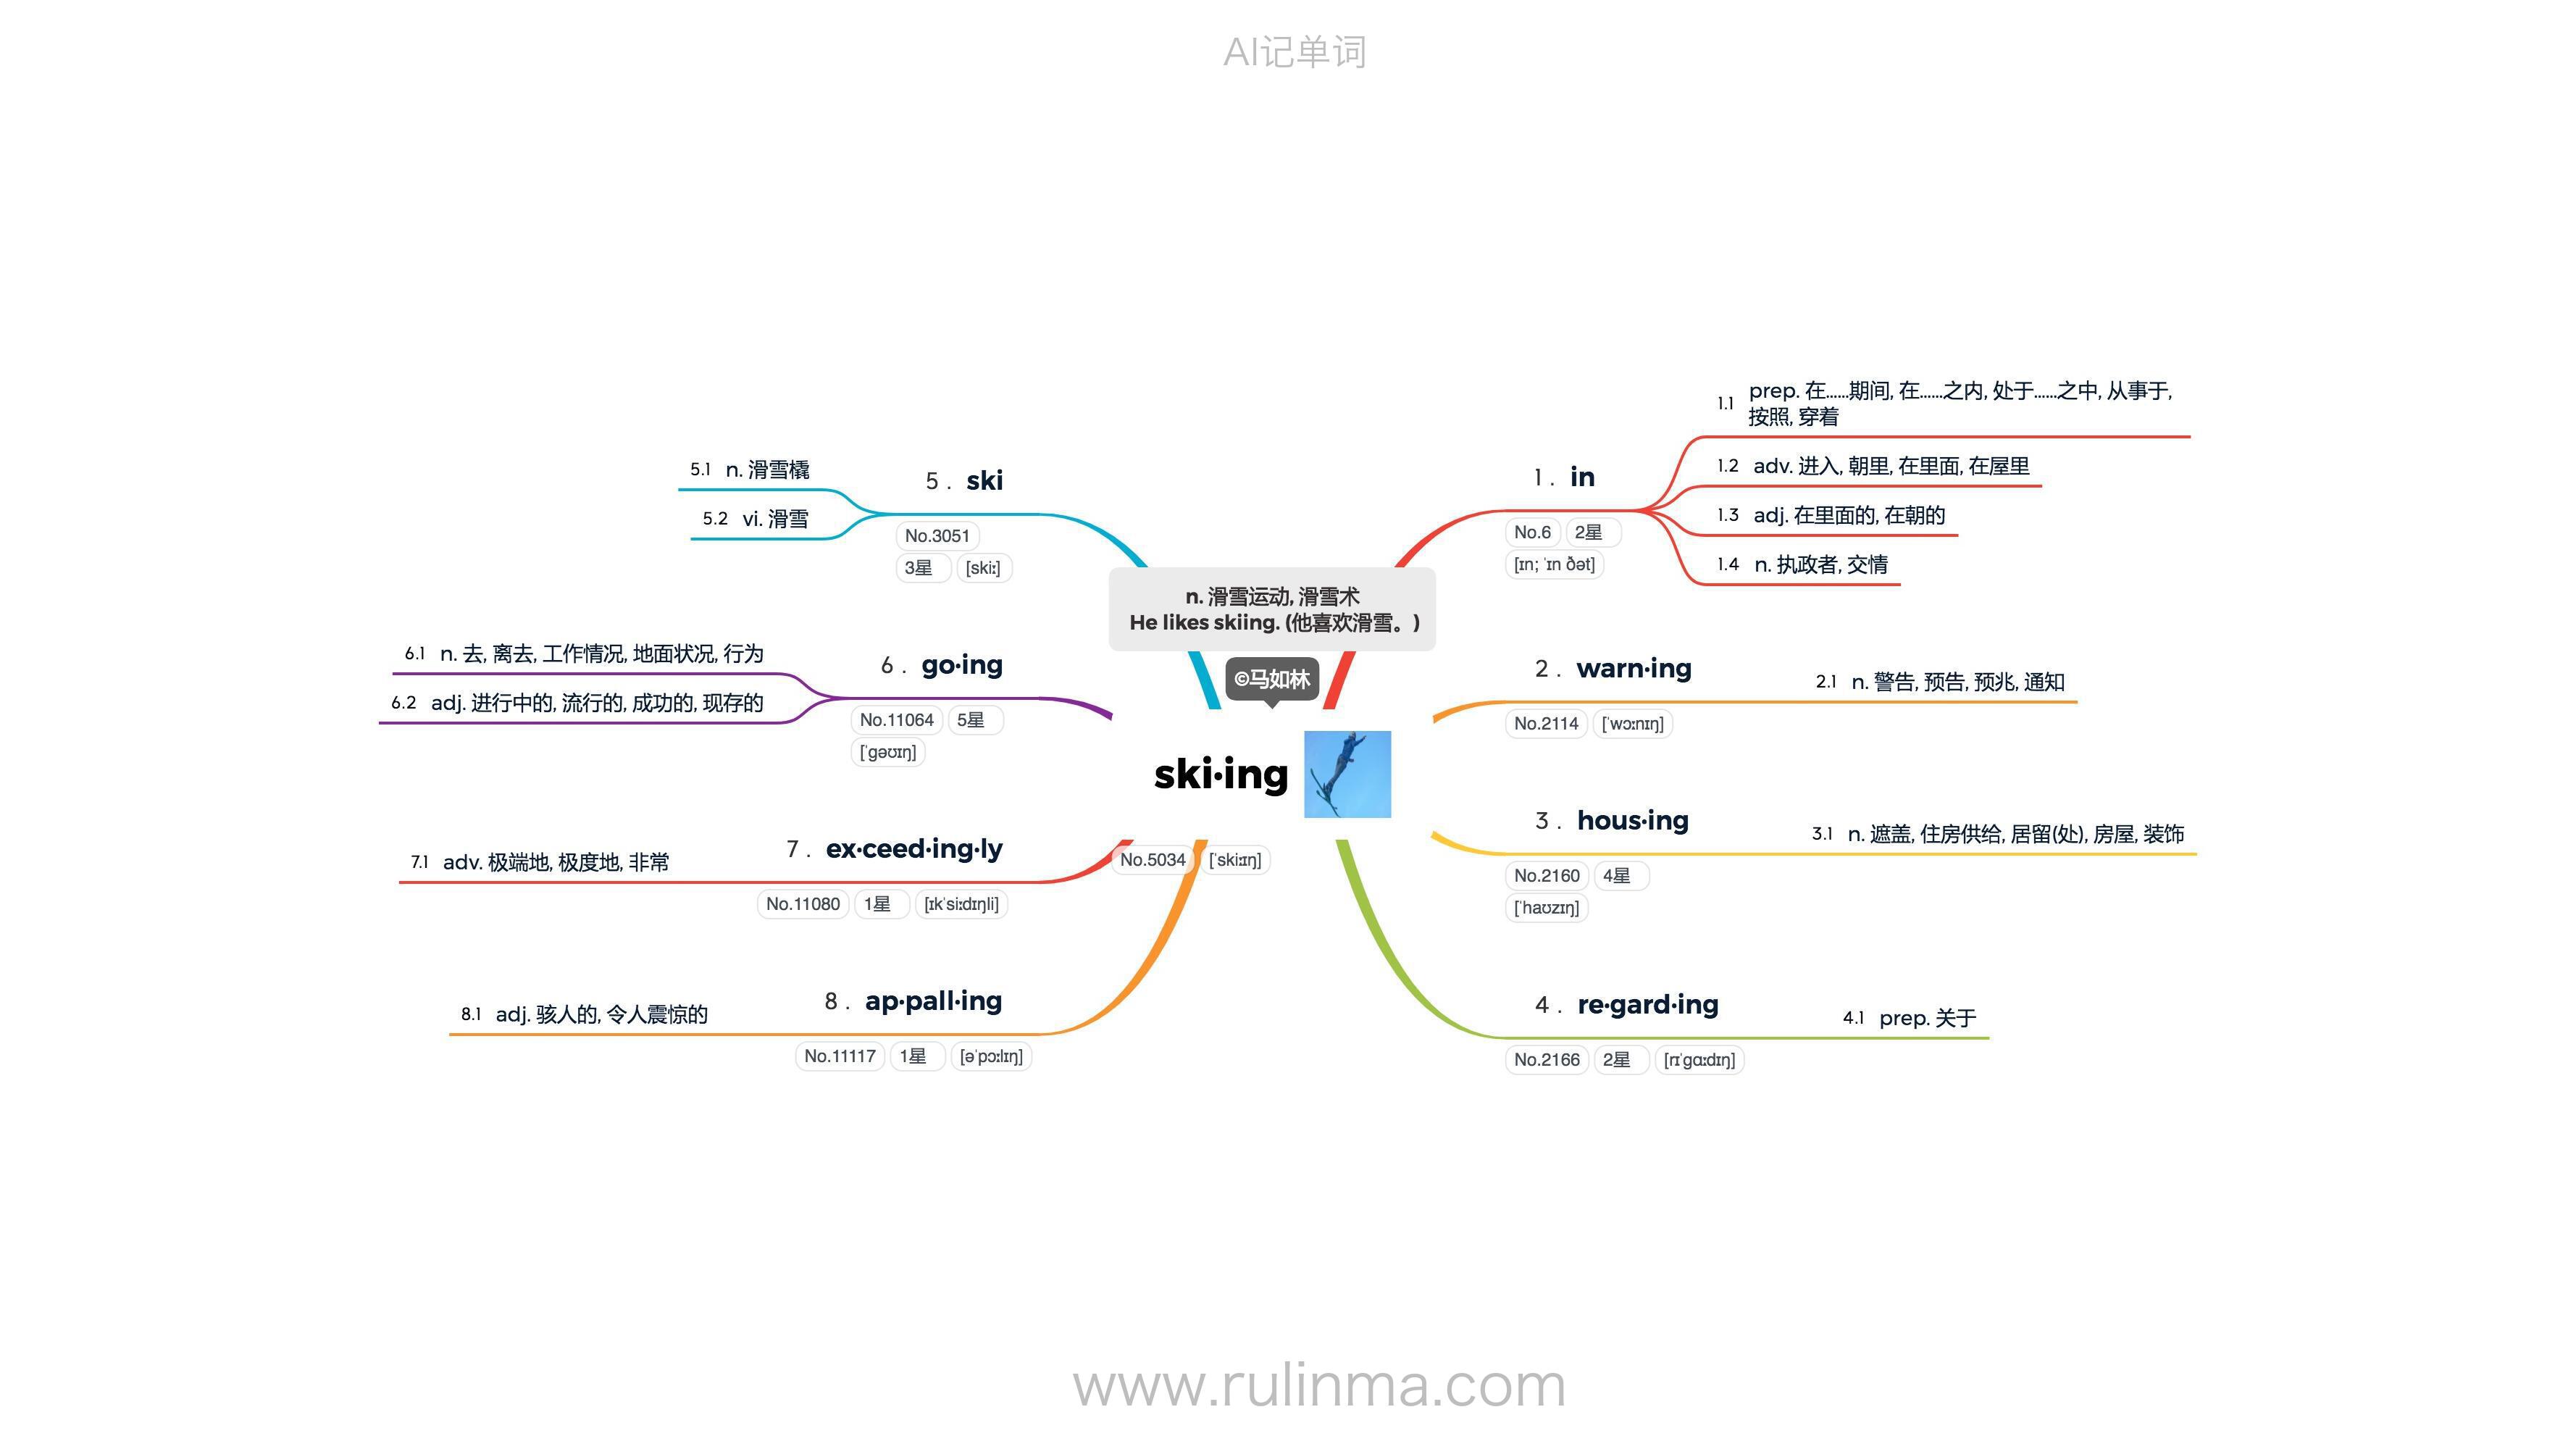 AI记单词
n. 滑雪运动, 滑雪术
He likes skiing. (他喜欢滑雪。)
©马如林
ski·ing
No.5034 [ˈskiːɪŋ]
1 . in
No.6 2星
[ɪn; ˈɪn ðət]
1.1 prep. 在……期间, 在……之内, 处于……之中, 从事于,
按照, 穿着
1.2 adv. 进入, 朝里, 在里面, 在屋里
1.3 adj. 在里面的, 在朝的
1.4 n. 执政者, 交情
2 . warn·ing
No.2114 [ˈwɔːnɪŋ]
2.1 n. 警告, 预告, 预兆, 通知
3 . hous·ing
No.2160 4星
[ˈhaʊzɪŋ]
3.1 n. 遮盖, 住房供给, 居留(处), 房屋, 装饰
4 . re·gard·ing
No.2166 2星 [rɪˈɡɑːdɪŋ]
4.1 prep. 关于
5 . ski
No.3051
3星 [skiː]
5.1 n. 滑雪橇
5.2 vi. 滑雪
6 . go·ing
No.11064 5星
[ˈɡəʊɪŋ]
6.1 n. 去, 离去, 工作情况, 地面状况, 行为
6.2 adj. 进行中的, 流行的, 成功的, 现存的
7 . ex·ceed·ing·ly
No.11080 1星 [ɪkˈsiːdɪŋli]
7.1 adv. 极端地, 极度地, 非常
8 . ap·pall·ing
No.11117 1星 [əˈpɔːlɪŋ]
8.1 adj. 骇人的, 令人震惊的
www.rulinma.com